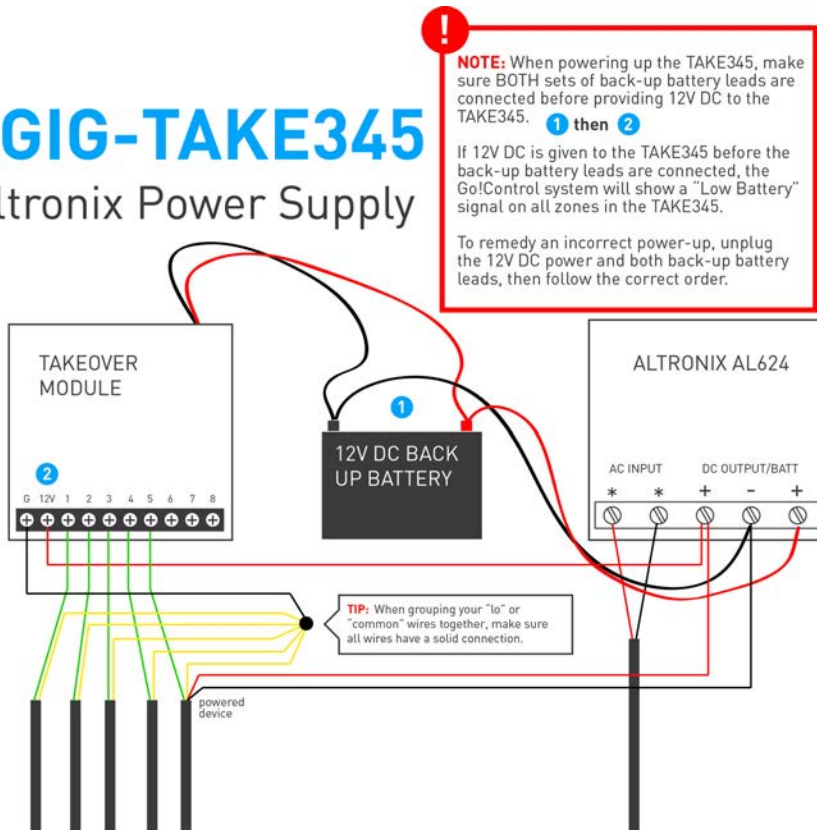 NOTE: When powering up the TAKE345, make
sure BOTH sets of back-up battery leads are
connected before providing 12V DC to the
TAKE345. 1 then 2
If 12V DC is given to the TAKE345 before the
back-up battery leads are connected, the
Go!Control system will show a "Low Battery"
signal on all zones in the TAKE345.
To remedy an incorrect power-up, unplug
the 12V DC power and both back-up battery
leads, then follow the correct order.
!
GIG-TAKE345
ltronix Power Supply
TAKEOVER
MODULE
2
G 12V 1 2 3 4 5 6 7 8
1
12V DC BACK
UP BATTERY
ALTRONIX AL624
AC INPUT DC OUTPUT/BATT
* * + - +
TIP: When grouping your "lo" or
"common" wires together, make sure
all wires have a solid connection.
powered
device